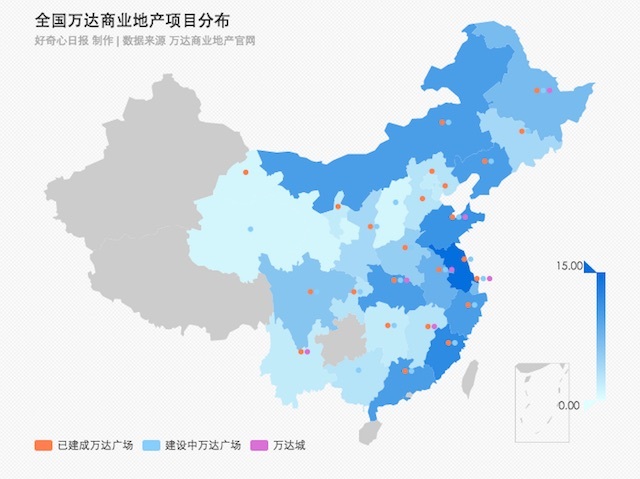 全国万达商业地产项目分布
好奇心日报 制作 | 数据来源 万达商业地产官网
15.00
0.00
已建成万达广场 建设中万达广场 万达城